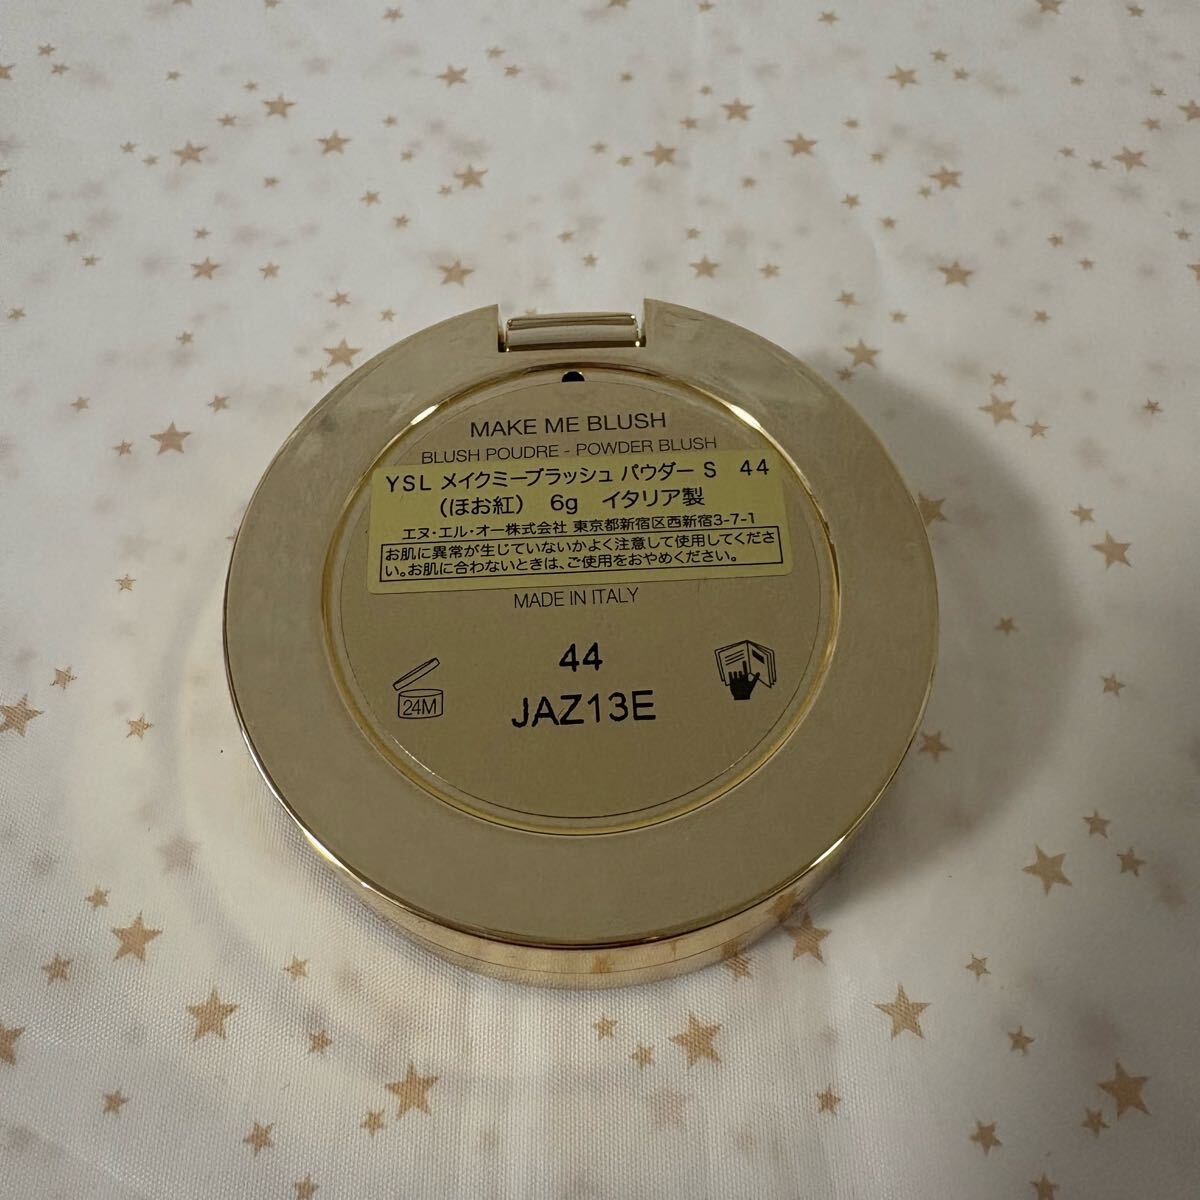 MAKE ME BLUSH
BLUSH POUDRE - POWDER BLUSH
YSL メイクミーブラッシュ パウダー S 44
（ほお紅） 6g イタリア製
エヌ・エル・オー株式会社 東京都新宿区西新宿3-7-1
お肌に異常が生じていないかよく注意して使用してくださ
い。お肌に合わないときは、ご使用をおやめください。
MADE IN ITALY
44
24M
JAZ13E